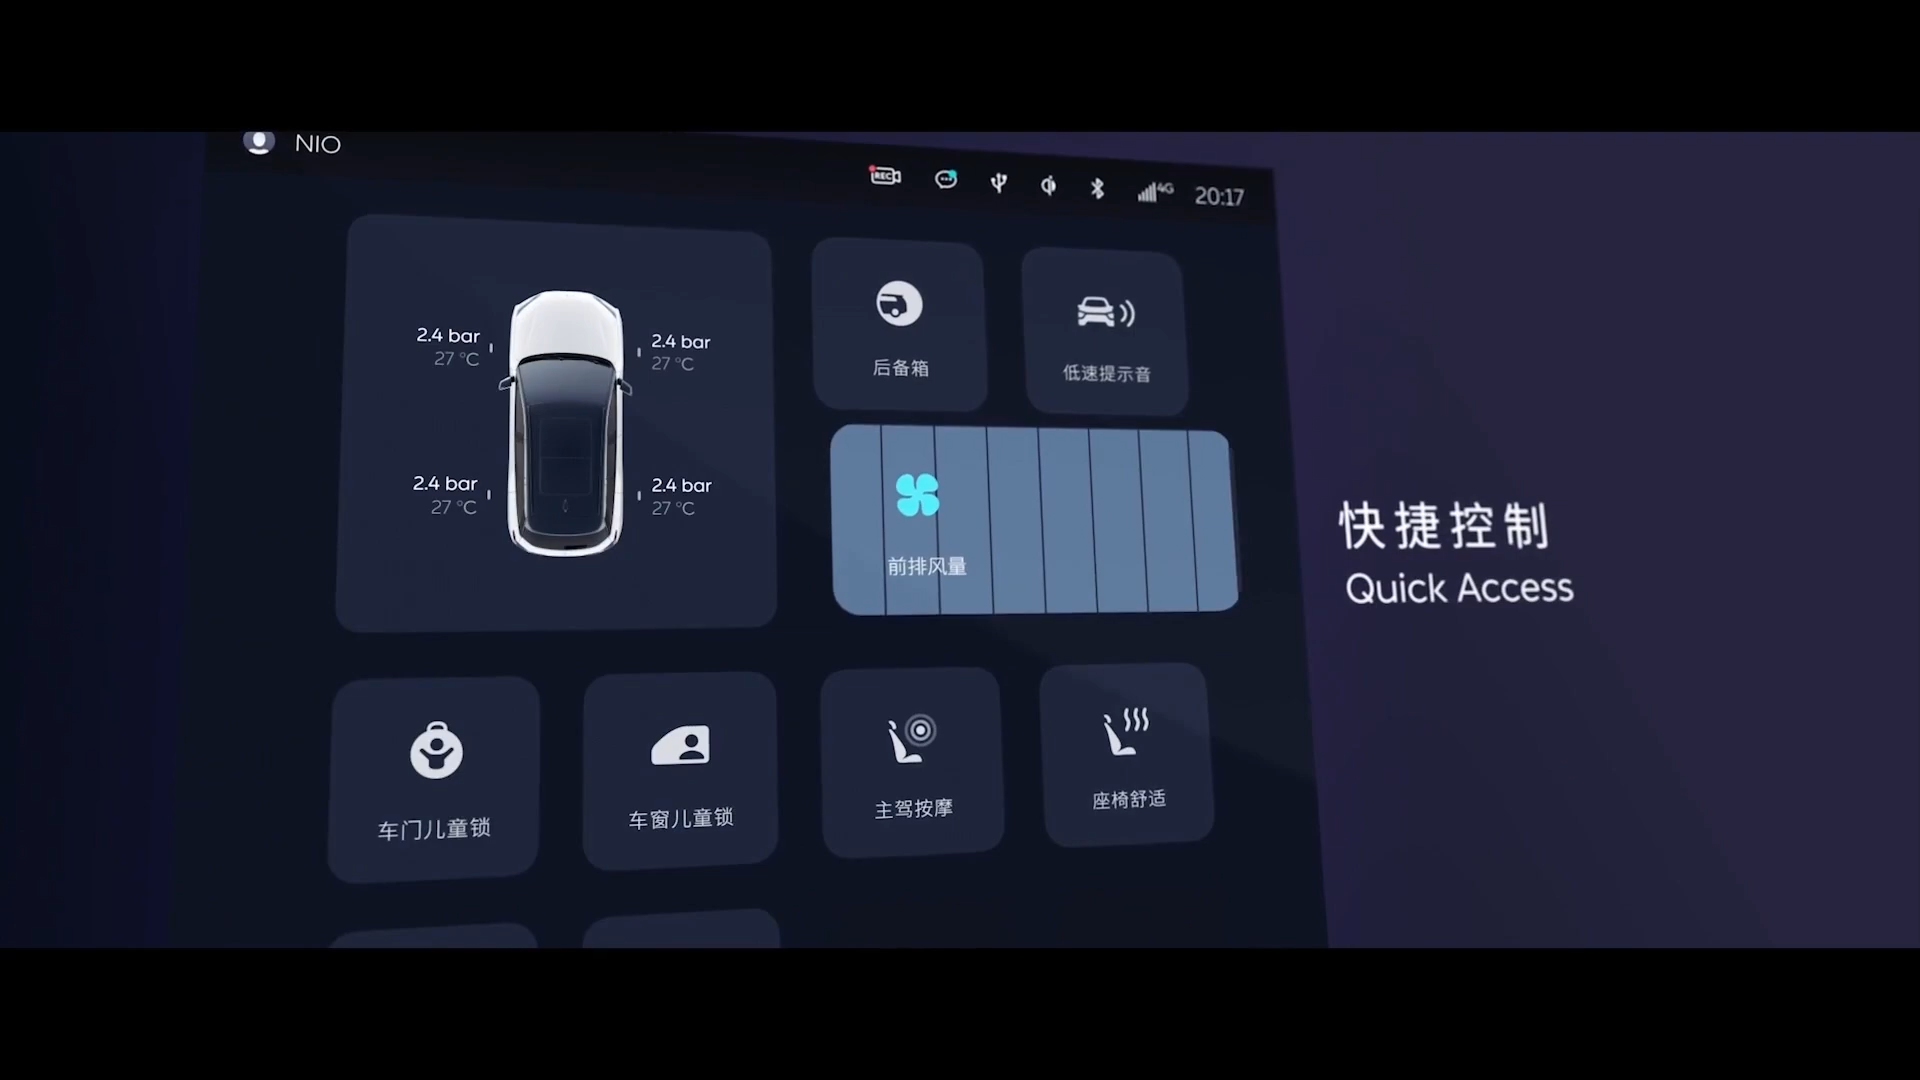 NIO
REC
4G
20:17
2.4 bar
27 °C
2.4 bar
27 °C
2.4 bar
27 °C
2.4 bar
27 °C
后备箱
低速提示音
前排风量
快捷控制
Quick Access
车门儿童锁
车窗儿童锁
主驾按摩
座椅舒适